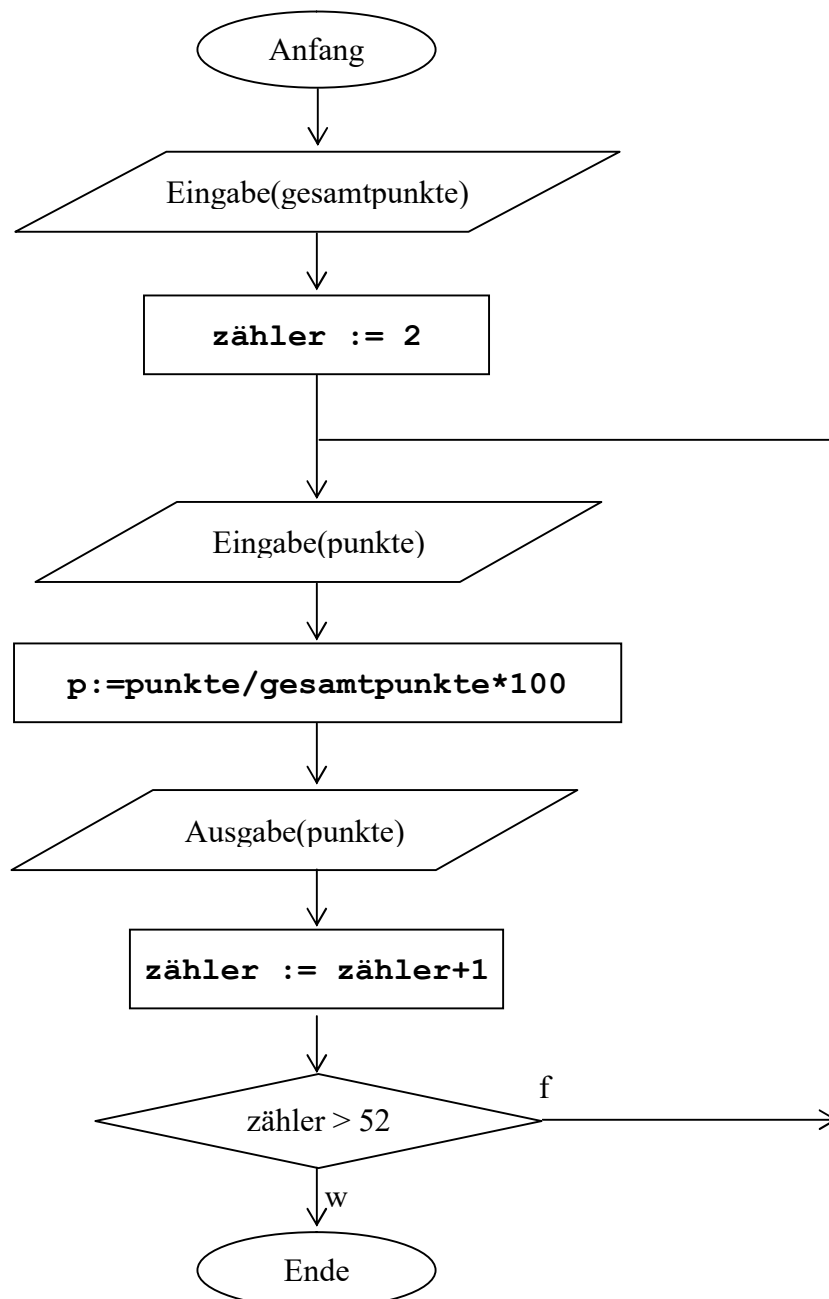 Anfang
Eingabe(gesamtpunkte)
zähler := 2
Eingabe(punkte)
p:=punkte/gesamtpunkte*100
Ausgabe(punkte)
zähler := zähler+1
f
zähler > 52
w
Ende